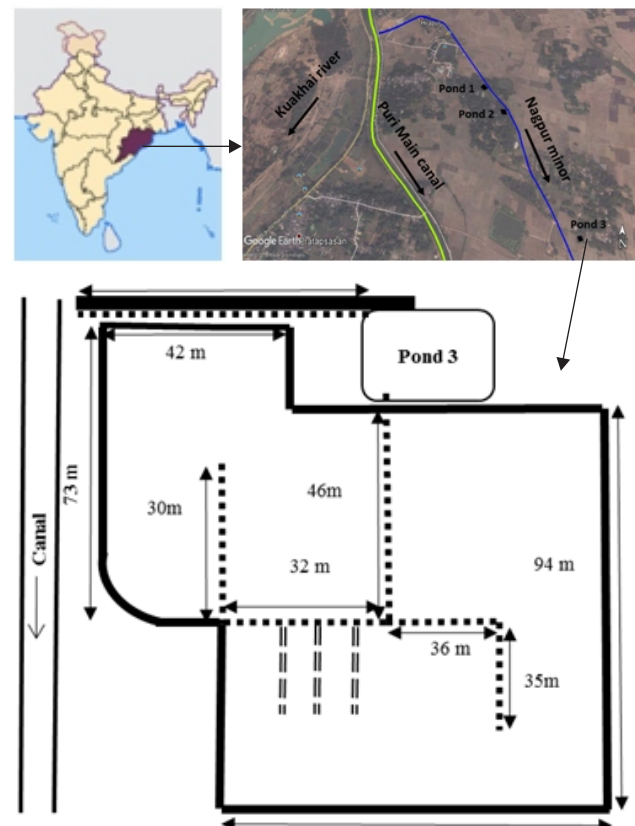 Kuakhai river
Puri Main canal
Pond 1
Pond 2
Nagpur minor
Pond 3
Google Earth
N
42 m
Pond 3
73 m
30m
46m
32 m
94 m
Canal
36 m
35m